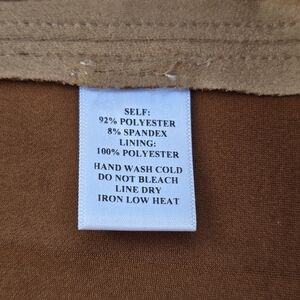 SELF:
92% POLYESTER
8% SPANDEX
LINING:
100% POLYESTER
HAND WASH COLD
DO NOT BLEACH
LINE DRY
IRON LOW HEAT